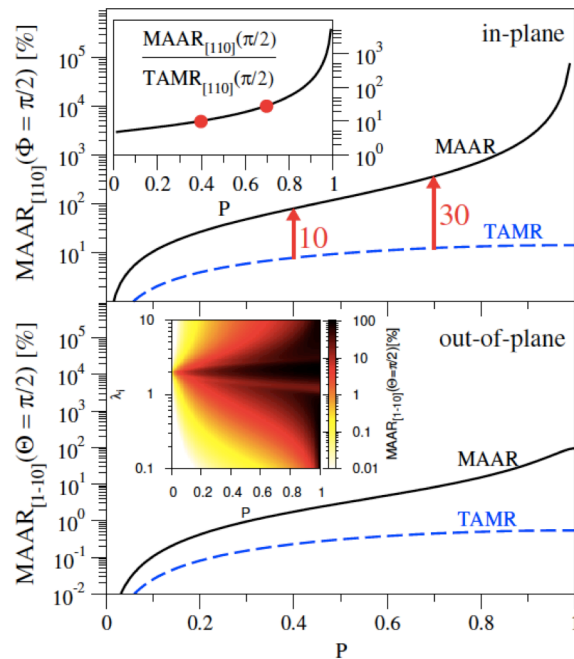 in-plane
MAAR[110](π/2)
TAMR[110](π/2)
10^3
10^2
10^1
10^0
0 0.2 0.4 0.6 0.8 1
P
MAAR[110](Φ = π/2) [%]
10^5
10^4
10^3
10^2
10^1
MAAR
TAMR
10
30
out-of-plane
MAAR[1-10](Θ = π/2) [%]
10^5
10^4
10^3
10^2
10^1
10^0
10^-1
10^-2
10
1
0.1
λi
0 0.2 0.4 0.6 0.8 1
P
100
10
1
0.1
0.01
MAAR[1-10](Θ=π/2)[%]
MAAR
TAMR
0 0.2 0.4 0.6 0.8 1
P